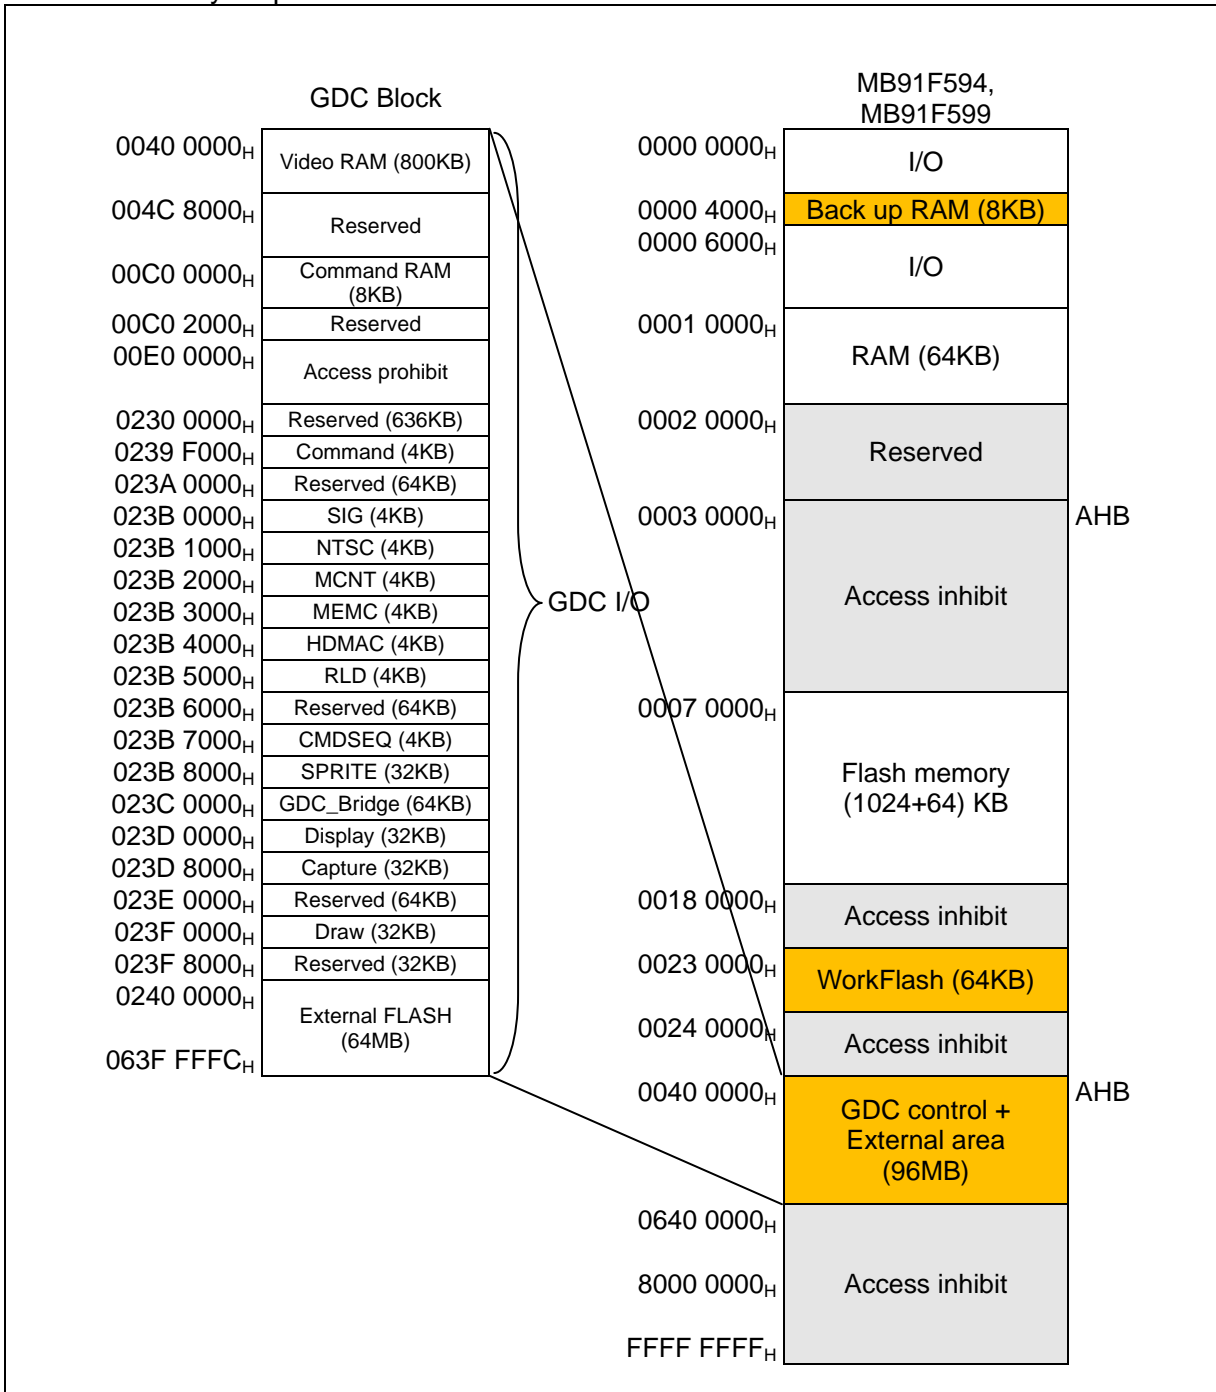 GDC Block
0040 0000H
Video RAM (800KB)
004C 8000H
Reserved
00C0 0000H
Command RAM
(8KB)
00C0 2000H
Reserved
00E0 0000H
Access prohibit
0230 0000H
Reserved (636KB)
0239 F000H
Command (4KB)
023A 0000H
Reserved (64KB)
023B 0000H
SIG (4KB)
023B 1000H
NTSC (4KB)
023B 2000H
MCNT (4KB)
023B 3000H
MEMC (4KB)
023B 4000H
HDMAC (4KB)
023B 5000H
RLD (4KB)
023B 6000H
Reserved (64KB)
023B 7000H
CMDSEQ (4KB)
023B 8000H
SPRITE (32KB)
023C 0000H
GDC_Bridge (64KB)
023D 0000H
Display (32KB)
023D 8000H
Capture (32KB)
023E 0000H
Reserved (64KB)
023F 0000H
Draw (32KB)
023F 8000H
Reserved (32KB)
0240 0000H
External FLASH
(64MB)
063F FFFCH
GDC I/O
MB91F594,
MB91F599
0000 0000H
I/O
0000 4000H
Back up RAM (8KB)
0000 6000H
I/O
0001 0000H
RAM (64KB)
0002 0000H
Reserved
0003 0000H
AHB
Access inhibit
0007 0000H
Flash memory
(1024+64) KB
0018 0000H
Access inhibit
0023 0000H
WorkFlash (64KB)
0024 0000H
Access inhibit
0040 0000H
AHB
GDC control +
External area
(96MB)
0640 0000H
8000 0000H
Access inhibit
FFFF FFFFH